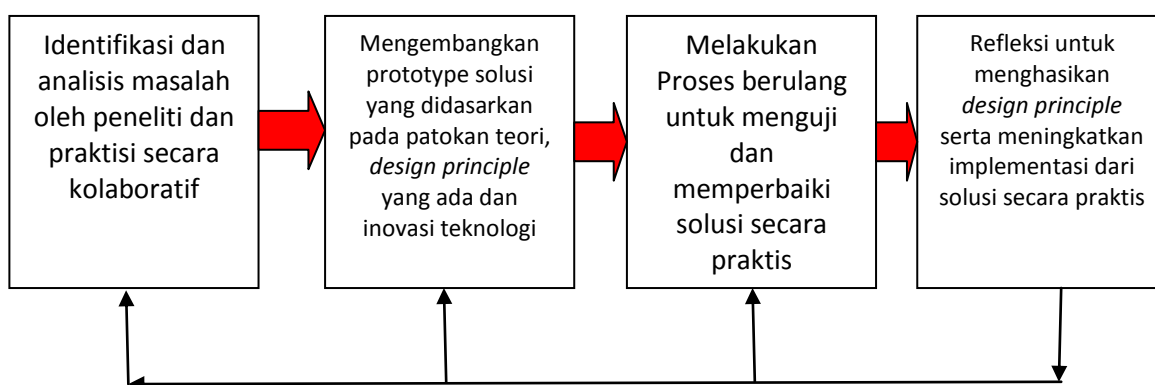 Identifikasi dan
analisis masalah
oleh peneliti dan
praktisi secara
kolaboratif
Mengembangkan
prototype solusi
yang didasarkan
pada patokan teori,
design principle
yang ada dan
inovasi teknologi
Melakukan
Proses berulang
untuk menguji
dan
memperbaiki
solusi secara
praktis
Refleksi untuk
menghasikan
design principle
serta meningkatkan
implementasi dari
solusi secara praktis